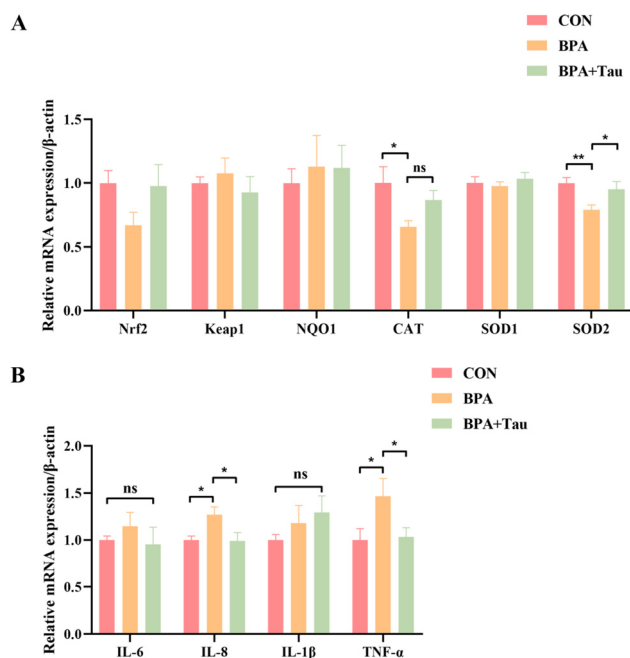 A
CON
BPA
BPA+Tau
Relative mRNA expression/β-actin
1.5
1.0
0.5
0.0
*
ns
**
*
Nrf2 Keap1 NQO1 CAT SOD1 SOD2
B
CON
BPA
BPA+Tau
Relative mRNA expression/β-actin
2.0
1.5
1.0
0.5
0.0
ns
*
*
ns
*
*
IL-6 IL-8 IL-1β TNF-α